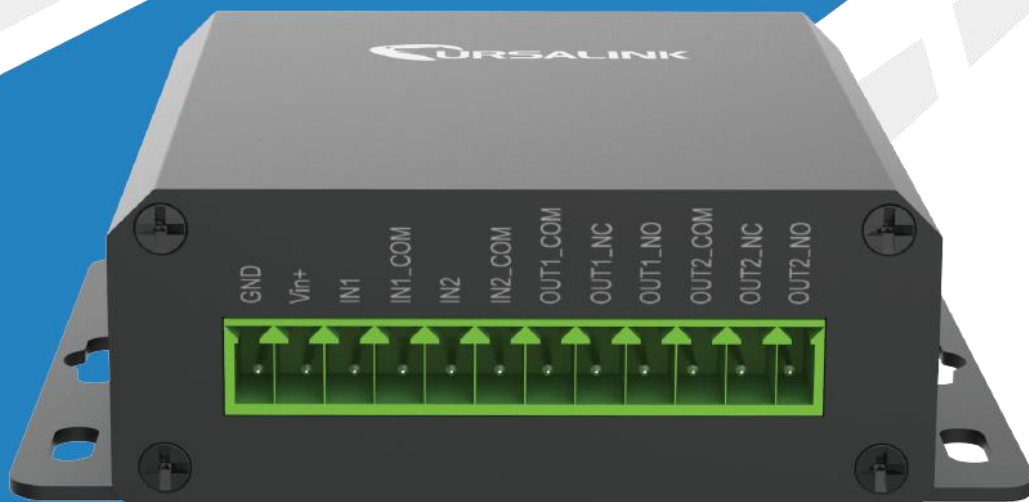 URSALINK
GND
Vin+
IN1
IN1_COM
IN2
IN2_COM
OUT1_COM
OUT1_NC
OUT1_NO
OUT2_COM
OUT2_NC
OUT2_NO